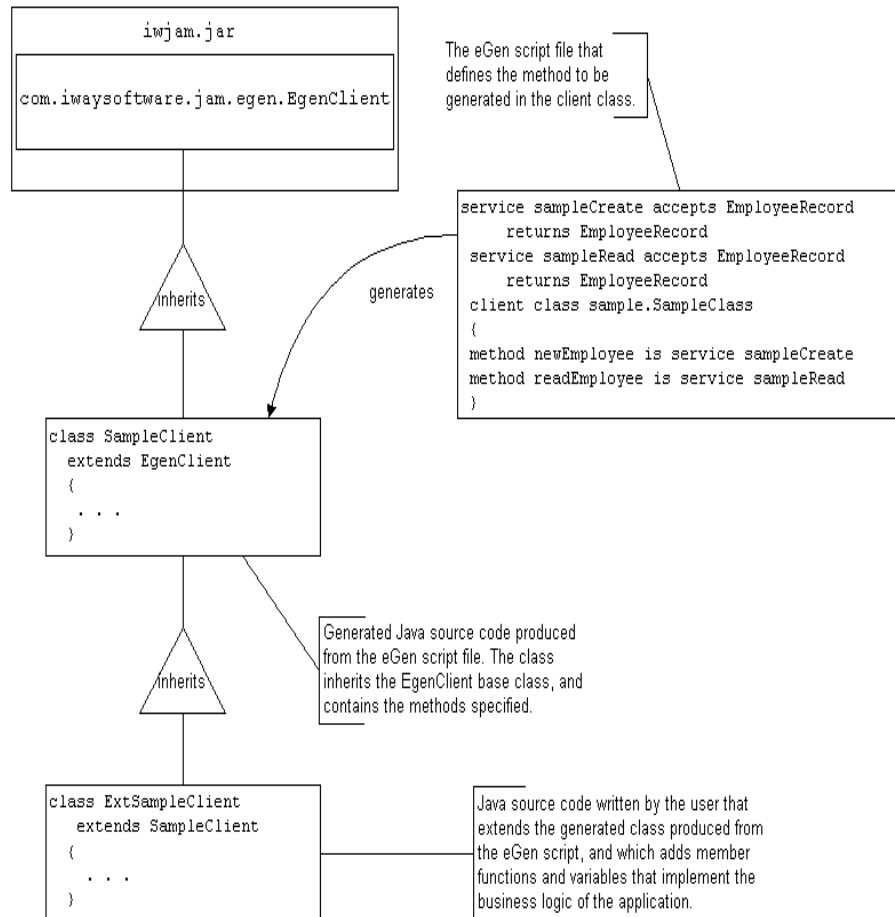 iwjam.jar
com.iwaysoftware.jam.egen.EgenClient
The eGen script file that
defines the method to be
generated in the client class.
service sampleCreate accepts EmployeeRecord
returns EmployeeRecord
service sampleRead accepts EmployeeRecord
returns EmployeeRecord
client class sample.SampleClass
{
method newEmployee is service sampleCreate
method readEmployee is service sampleRead
}
inherits
generates
class SampleClient
extends EgenClient
{
. . .
}
Generated Java source code produced
from the eGen script file. The class
inherits the EgenClient base class, and
contains the methods specified.
inherits
class ExtSampleClient
extends SampleClient
{
. . .
}
Java source code written by the user that
extends the generated class produced from
the eGen script, and which adds member
functions and variables that implement the
business logic of the application.